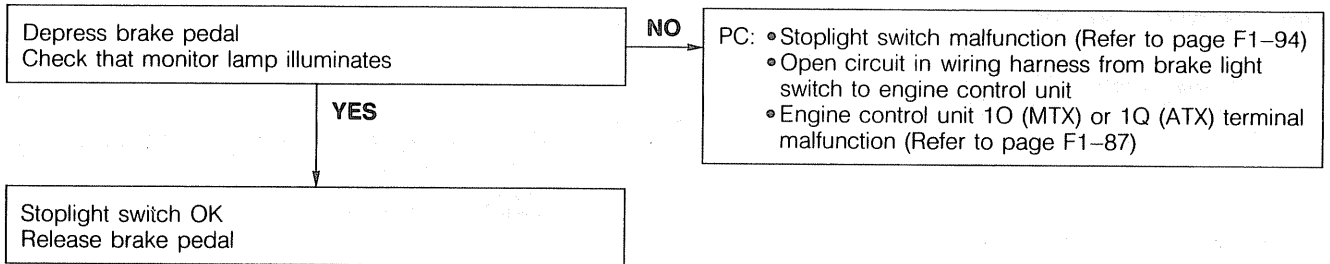 Depress brake pedal
Check that monitor lamp illuminates
NO
PC: •Stoplight switch malfunction (Refer to page F1–94)
•Open circuit in wiring harness from brake light
switch to engine control unit
•Engine control unit 1O (MTX) or 1Q (ATX) terminal
malfunction (Refer to page F1–87)
YES
Stoplight switch OK
Release brake pedal